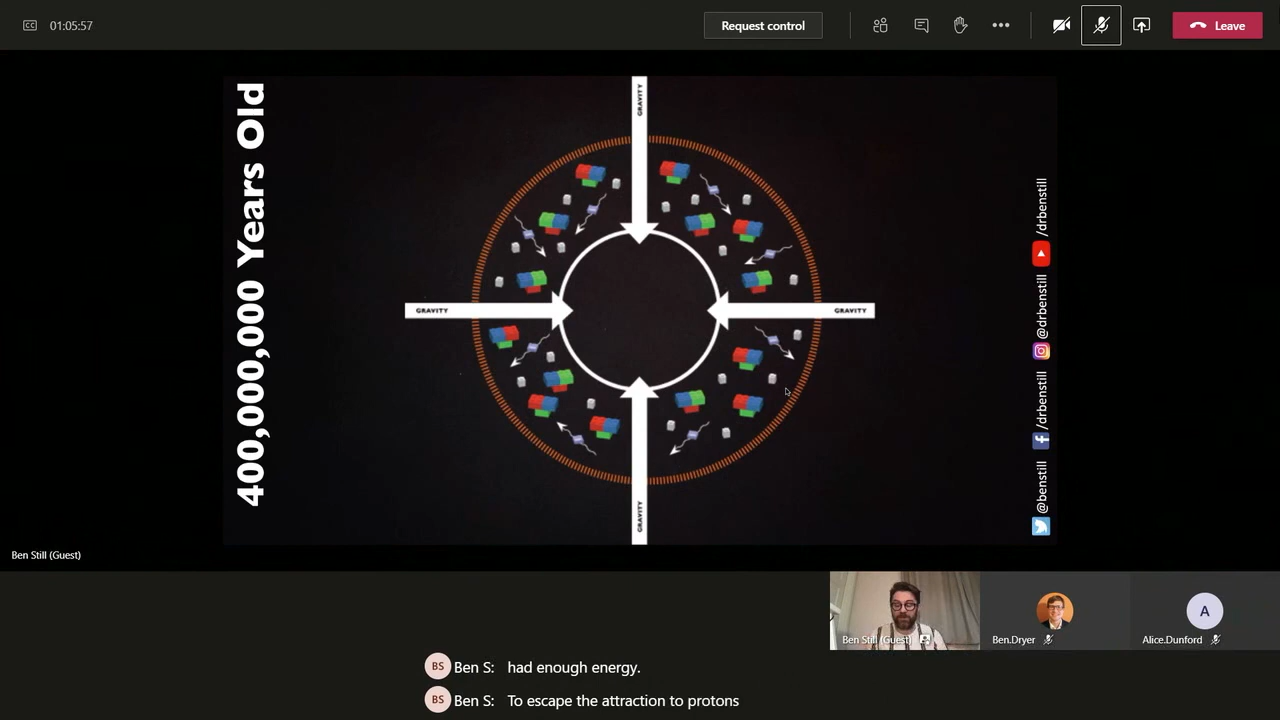 CC 01:05:57
Request control
Leave
400,000,000 Years Old
GRAVITY
GRAVITY
GRAVITY
GRAVITY
/drbenstill
@drbenstill
/drbenstill
@benstill
Ben Still (Guest)
Ben Still (Guest)
Ben.Dryer
A
Alice.Dunford
BS Ben S: had enough energy.
BS Ben S: To escape the attraction to protons